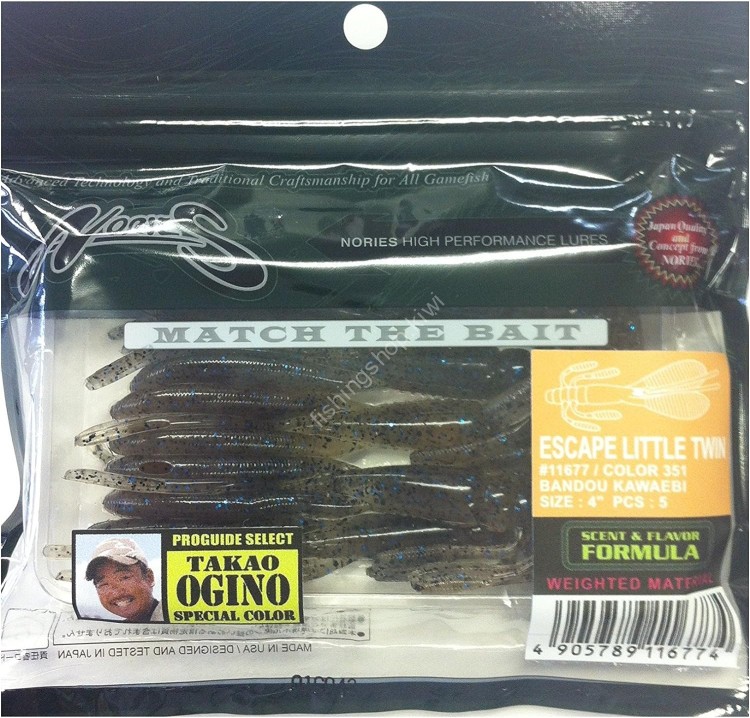 Advanced Technology and Traditional Craftsmanship for All Gamefish
Nories
NORIES HIGH PERFORMANCE LURES
Japan Quality
and
Concept from
NORIES
MATCH THE BAIT
fishingshop.kiwi
ESCAPE LITTLE TWIN
#11677 / COLOR 351
BANDOU KAWAEBI
SIZE : 4" PCS : 5
SCENT & FLAVOR
FORMULA
WEIGHTED MATERIAL
4 905789 116774
PROGUIDE SELECT
TAKAO
OGINO
SPECIAL COLOR
MADE IN USA / DESIGNED AND TESTED IN JAPAN